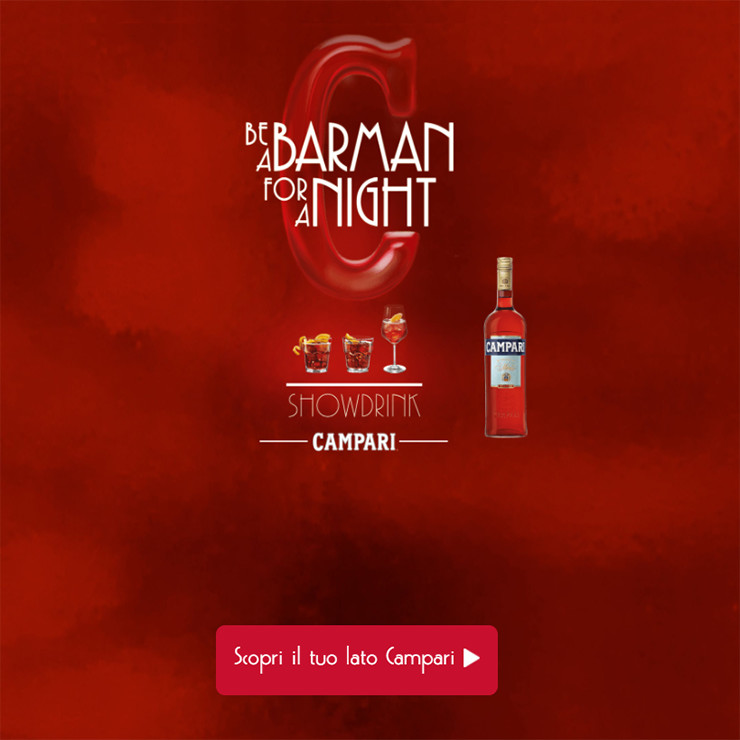 C
BE
A BARMAN
FOR
A NIGHT
CAMPARI
SHOWDRINK
CAMPARI
Scopri il tuo lato Campari